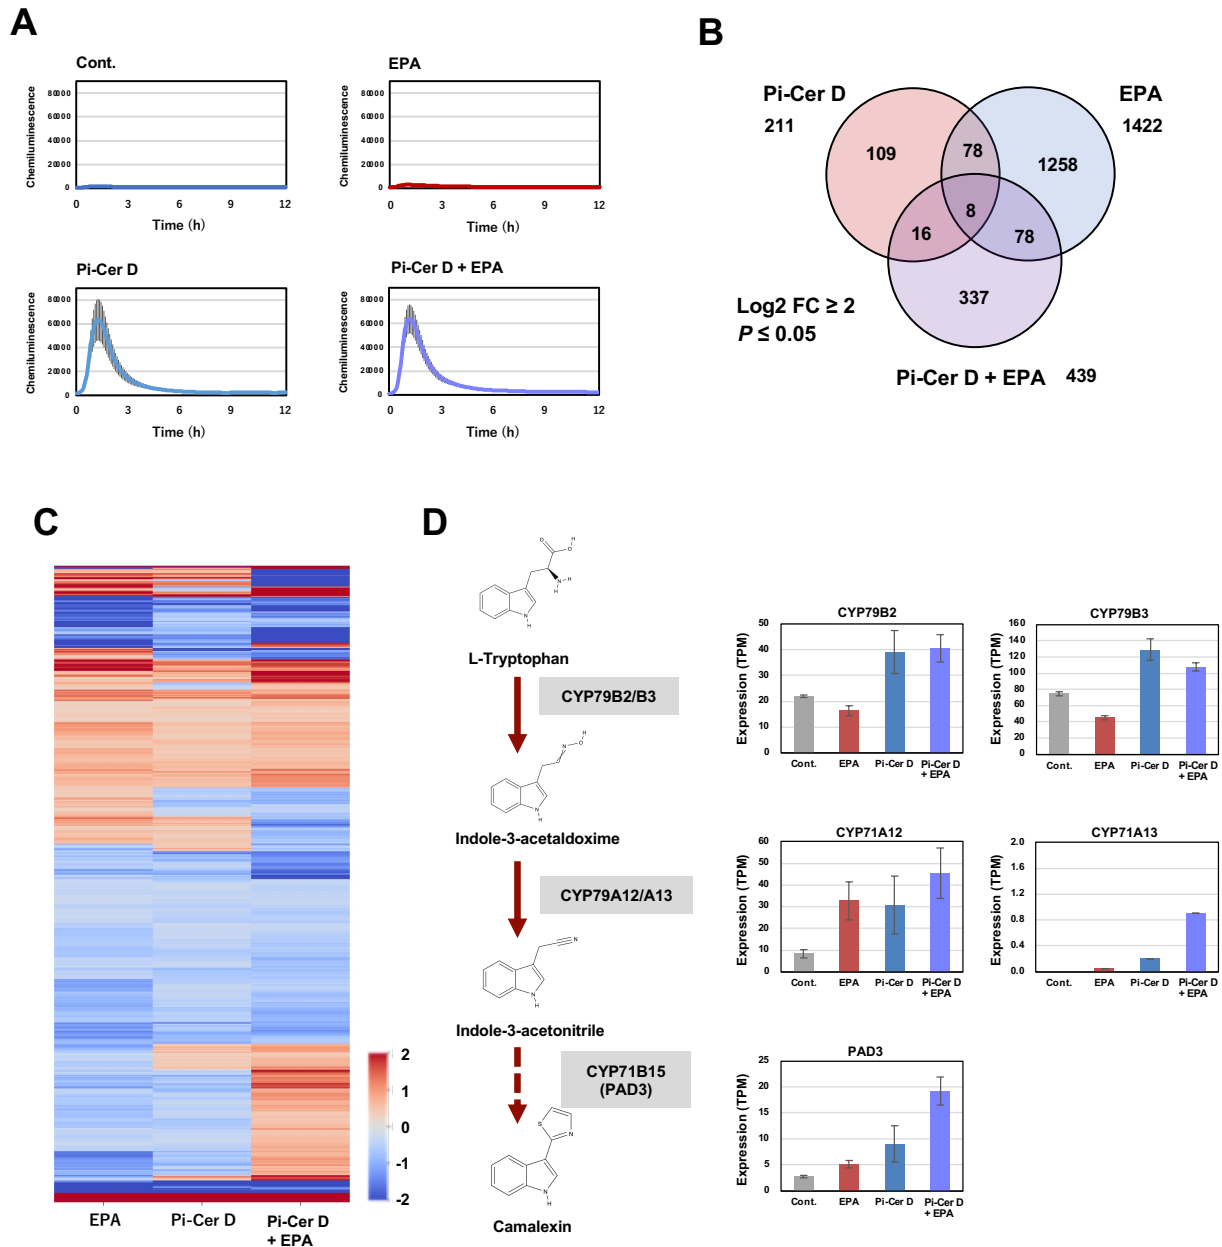 A
Cont.
Chemiluminescence
80000
60000
40000
20000
0
0 3 6 9 12
Time (h)
EPA
Chemiluminescence
80000
60000
40000
20000
0
0 3 6 9 12
Time (h)
Pi-Cer D
Chemiluminescence
80000
60000
40000
20000
0
0 3 6 9 12
Time (h)
Pi-Cer D + EPA
Chemiluminescence
80000
60000
40000
20000
0
0 3 6 9 12
Time (h)
B
Pi-Cer D
211
EPA
1422
109
78
1258
8
16
78
337
Log2 FC ≥ 2
P ≤ 0.05
Pi-Cer D + EPA 439
C
EPA
Pi-Cer D
Pi-Cer D
+ EPA
2
1
0
-1
-2
D
O
O
H
N
H
H
N
H
L-Tryptophan
CYP79B2/B3
N
O
H
N
H
Indole-3-acetaldoxime
CYP79A12/A13
N
N
H
Indole-3-acetonitrile
CYP71B15
(PAD3)
S
N
N
H
Camalexin
CYP79B2
Expression (TPM)
50
40
30
20
10
0
Cont. EPA Pi-Cer D Pi-Cer D
+ EPA
CYP79B3
Expression (TPM)
160
140
120
100
80
60
40
20
0
Cont. EPA Pi-Cer D Pi-Cer D
+ EPA
CYP71A12
Expression (TPM)
60
50
40
30
20
10
0
Cont. EPA Pi-Cer D Pi-Cer D
+ EPA
CYP71A13
Expression (TPM)
2.0
1.6
1.2
0.8
0.4
0.0
Cont. EPA Pi-Cer D Pi-Cer D
+ EPA
PAD3
Expression (TPM)
25
20
15
10
5
0
Cont. EPA Pi-Cer D Pi-Cer D
+ EPA